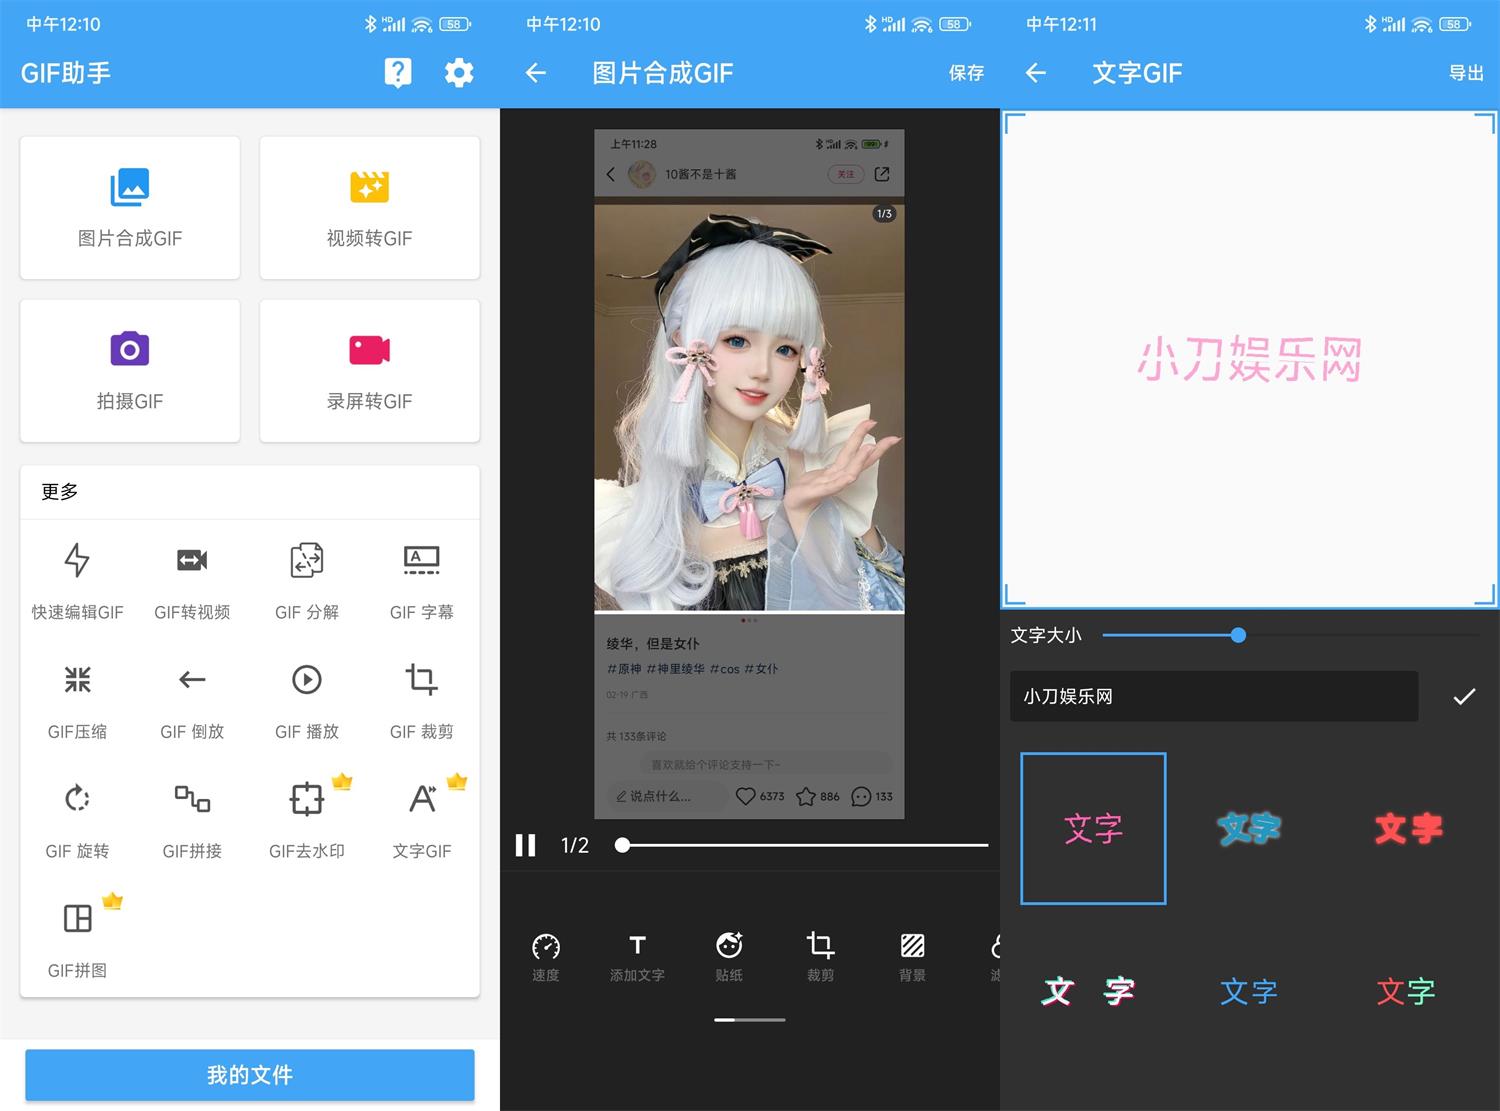 中午12:10
58
GIF助手
图片合成GIF
视频转GIF
拍摄GIF
录屏转GIF
更多
快速编辑GIF
GIF转视频
GIF 分解
GIF 字幕
GIF压缩
GIF 倒放
GIF 播放
GIF 裁剪
GIF 旋转
GIF拼接
GIF去水印
文字GIF
GIF拼图
我的文件
中午12:10
58
图片合成GIF
保存
上午11:28
10酱不是十酱
关注
1/3
绫华，但是女仆
#原神 #神里绫华 #cos #女仆
02-19 广西
共 133条评论
喜欢就给个评论支持一下~
说点什么...
6373
886
133
1/2
速度
添加文字
贴纸
裁剪
背景
中午12:11
58
文字GIF
导出
小刀娱乐网
文字大小
小刀娱乐网
文字
文字
文字
文 字
文字
文字